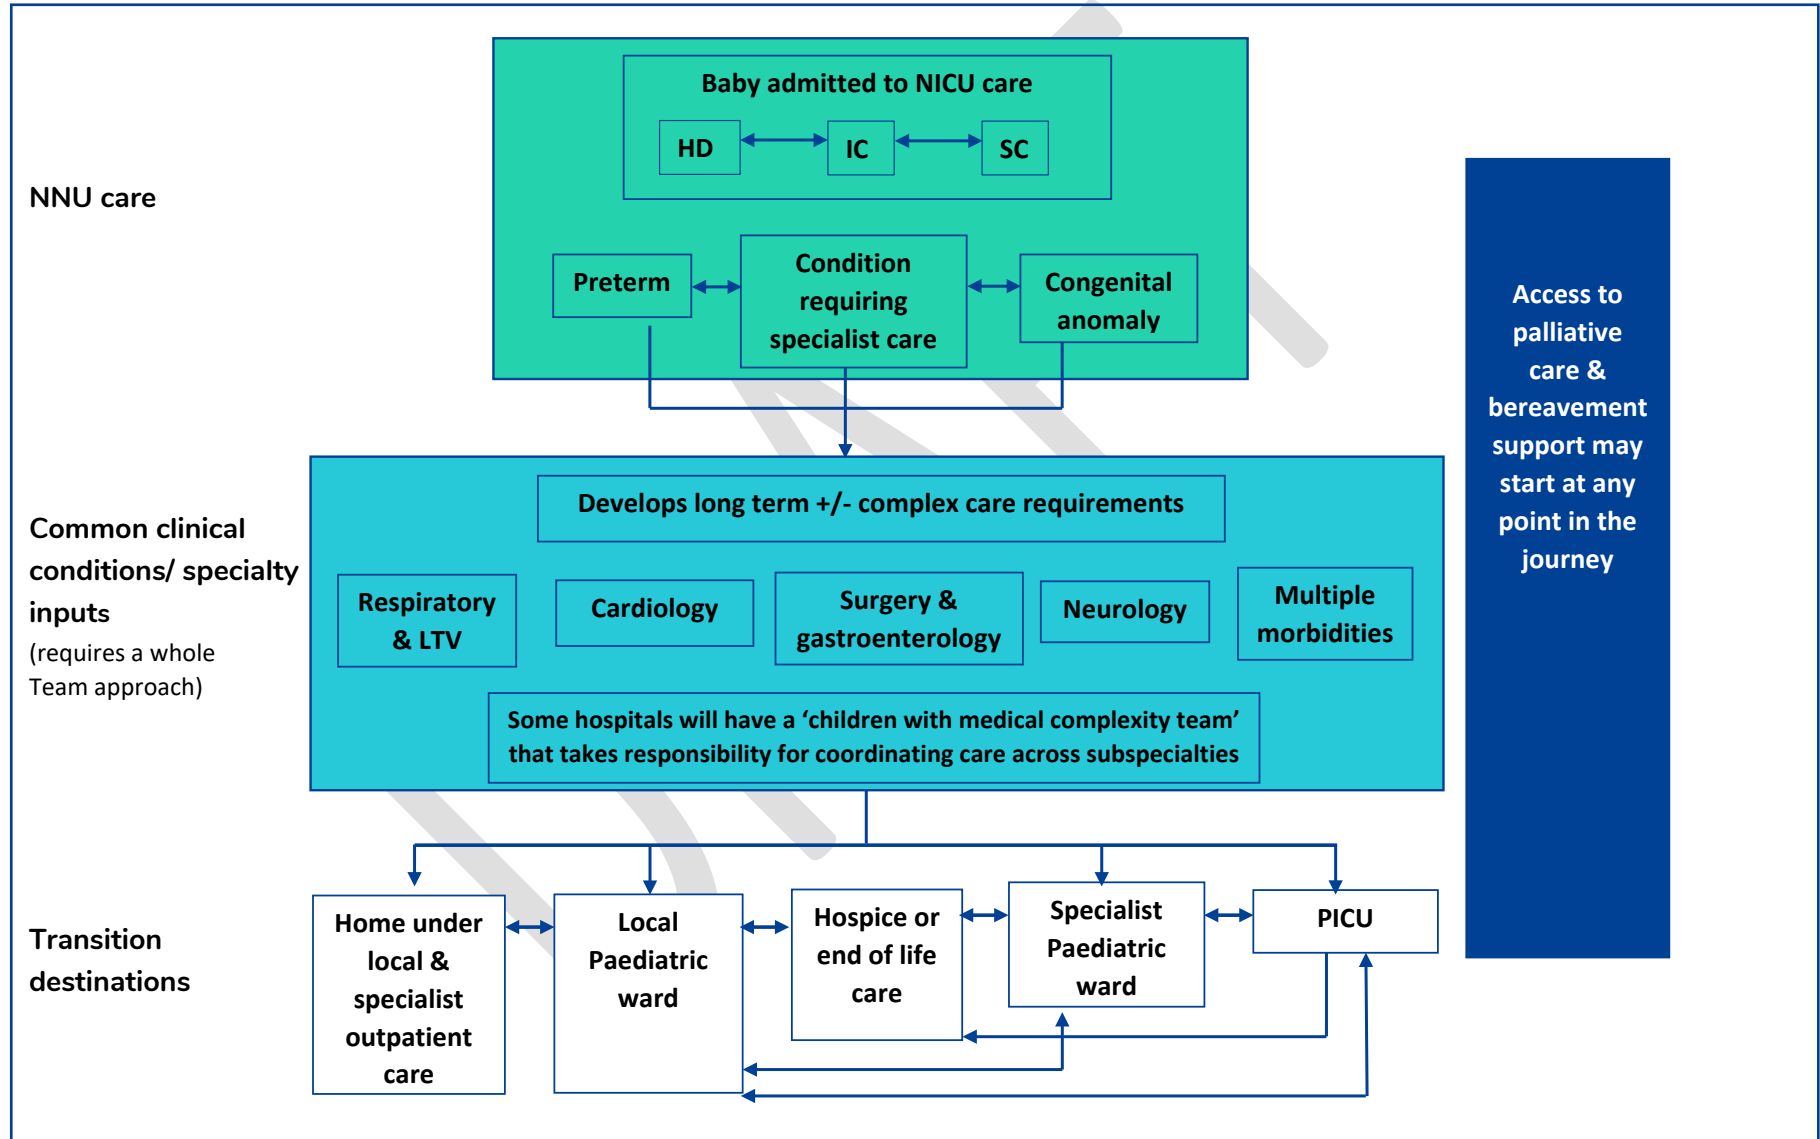 Baby admitted to NICU care
HD
IC
SC
NNU care
Preterm
Condition
requiring
specialist care
Congenital
anomaly
Access to
palliative
care &
bereavement
support may
start at any
point in the
journey
Common clinical
conditions/ specialty
inputs
(requires a whole
Team approach)
Develops long term +/- complex care requirements
Respiratory
& LTV
Cardiology
Surgery &
gastroenterology
Neurology
Multiple
morbidities
Some hospitals will have a ‘children with medical complexity team’
that takes responsibility for coordinating care across subspecialties
Transition
destinations
Home under
local &
specialist
outpatient
care
Local
Paediatric
ward
Hospice or
end of life
care
Specialist
Paediatric
ward
PICU